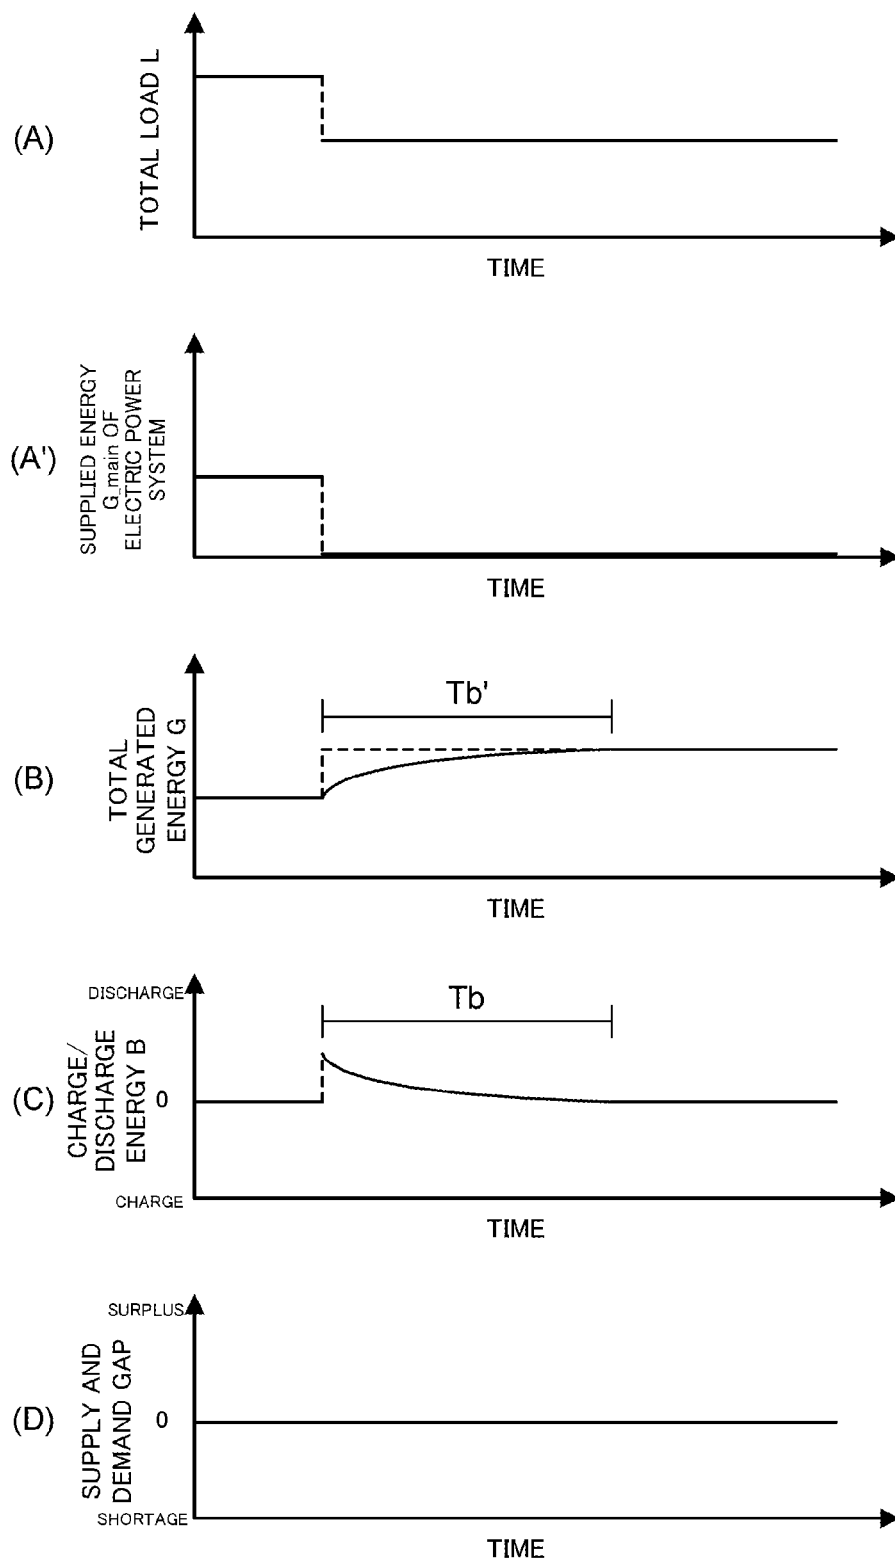 (A)
TOTAL LOAD L
TIME
(A')
SUPPLIED ENERGY
G_main OF
ELECTRIC POWER
SYSTEM
TIME
(B)
TOTAL
GENERATED
ENERGY G
Tb'
TIME
(C)
CHARGE/
DISCHARGE
ENERGY B
DISCHARGE
0
CHARGE
Tb
TIME
(D)
SUPPLY AND
DEMAND GAP
SURPLUS
0
SHORTAGE
TIME